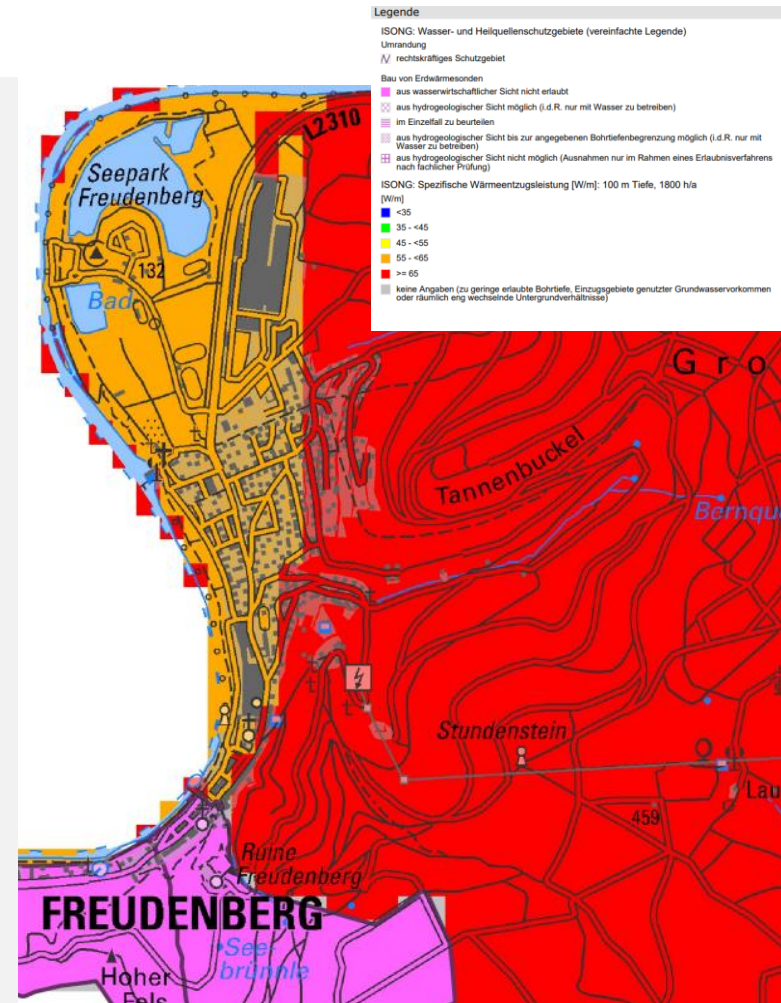 Legende
ISONG: Wasser- und Heilquellenschutzgebiete (vereinfachte Legende)
Umrandung
rechtskräftiges Schutzgebiet
Bau von Erdwärmesonden
aus wasserwirtschaftlicher Sicht nicht erlaubt
aus hydrogeologischer Sicht möglich (i.d.R. nur mit Wasser zu betreiben)
im Einzelfall zu beurteilen
aus hydrogeologischer Sicht bis zur angegebenen Bohrtiefenbegrenzung möglich (i.d.R. nur mit
Wasser zu betreiben)
aus hydrogeologischer Sicht nicht möglich (Ausnahmen nur im Rahmen eines Erlaubnisverfahrens
nach fachlicher Prüfung)
ISONG: Spezifische Wärmeentzugsleistung [W/m]: 100 m Tiefe, 1800 h/a
[W/m]
<35
35 - <45
45 - <55
55 - <65
>= 65
keine Angaben (zu geringe erlaubte Bohrtiefe, Einzugsgebiete genutzter Grundwasservorkommen
oder räumlich eng wechselnde Untergrundverhältnisse)
L2310
Seepark
Freudenberg
132
Bad
Gro
Tannenbuckel
Bernqu
Stundenstein
Lau
459
Ruine
Freudenberg
FREUDENBERG
See-
brünnle
Hoher
Fels